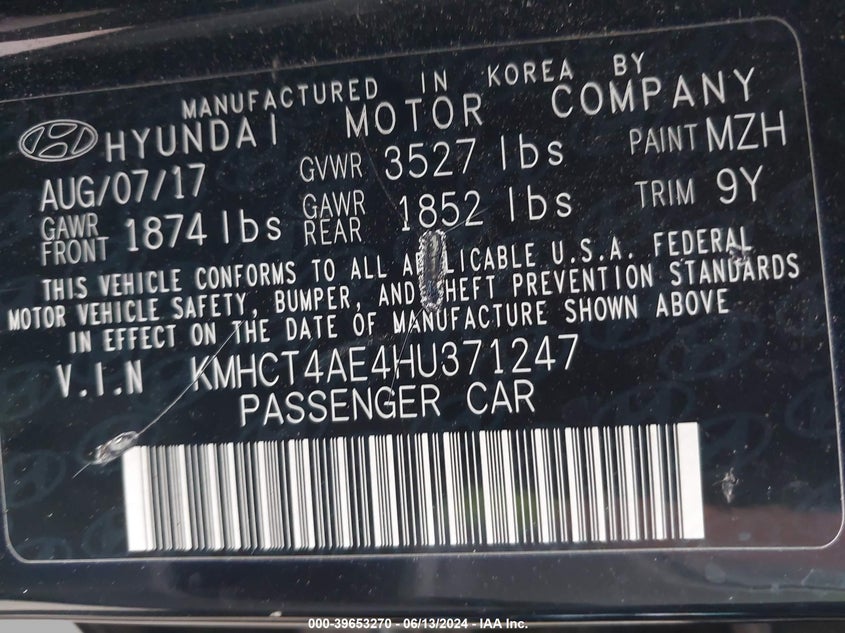 MANUFACTURED IN KOREA BY
HYUNDAI MOTOR COMPANY
AUG/07/17 GVWR 3527 lbs PAINT MZH
GAWR FRONT 1874 lbs GAWR REAR 1852 lbs TRIM 9Y
THIS VEHICLE CONFORMS TO ALL A LICABLE U.S.A. FEDERAL
MOTOR VEHICLE SAFETY, BUMPER, AND HEFT PREVENTION STANDARDS
IN EFFECT ON THE DATE OF MANUFACTURE SHOWN ABOVE
V.I.N KMHCT4AE4HU371247
PASSENGER CAR
000-39653270 - 06/13/2024 - IAA Inc.